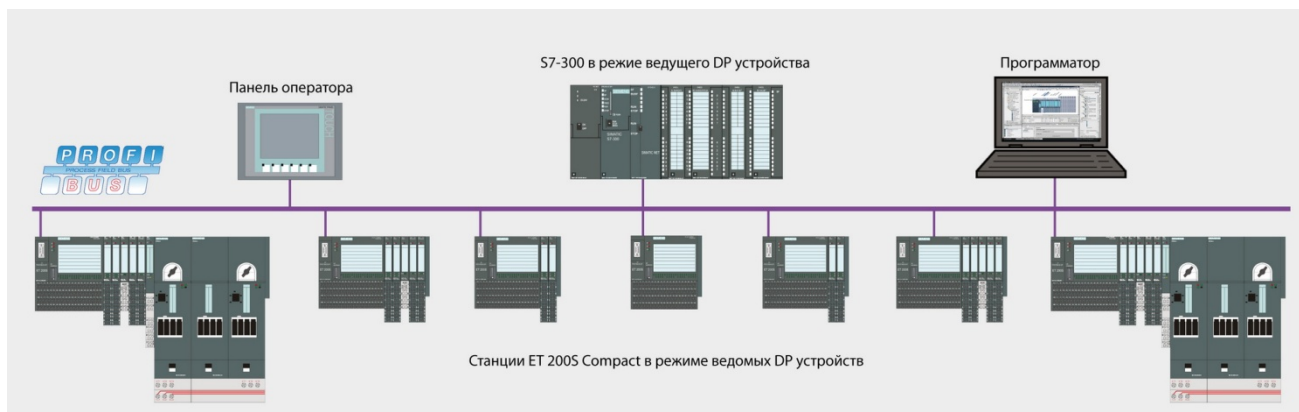 S7-300 в режие ведущего DP устройства
Программатор
Панель оператора
PROFI
PROCESS FIELD BUS
BUS
Станции ET 200S Compact в режиме ведомых DP устройств